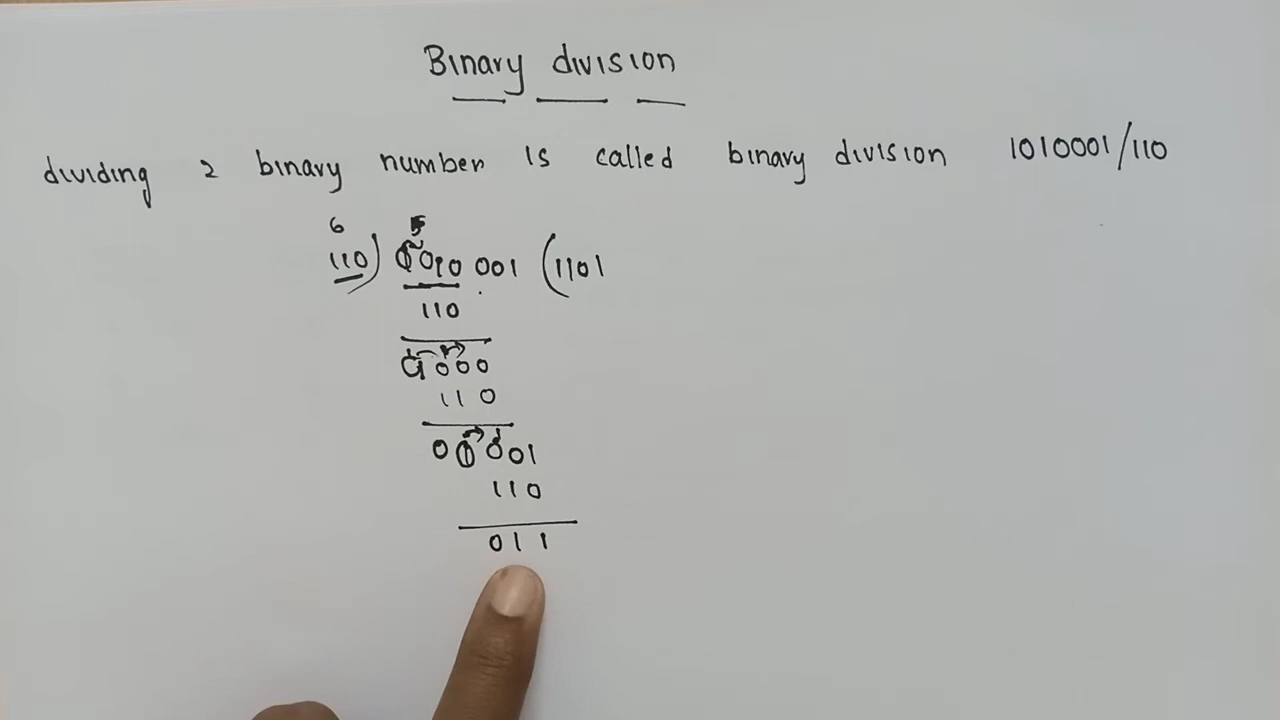 Binary division
dividing 2 binary number is called binary division 1010001/110
6
110) 1010 001 (1101
110
1000
110
001001
110
011